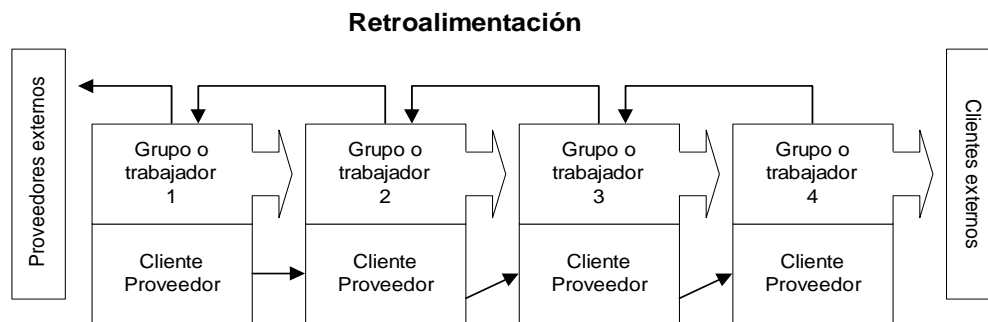 Retroalimentación
Proveedores externos
Grupo o
trabajador
1
Grupo o
trabajador
2
Grupo o
trabajador
3
Grupo o
trabajador
4
Cliente
Proveedor
Cliente
Proveedor
Cliente
Proveedor
Cliente
Proveedor
Clientes externos